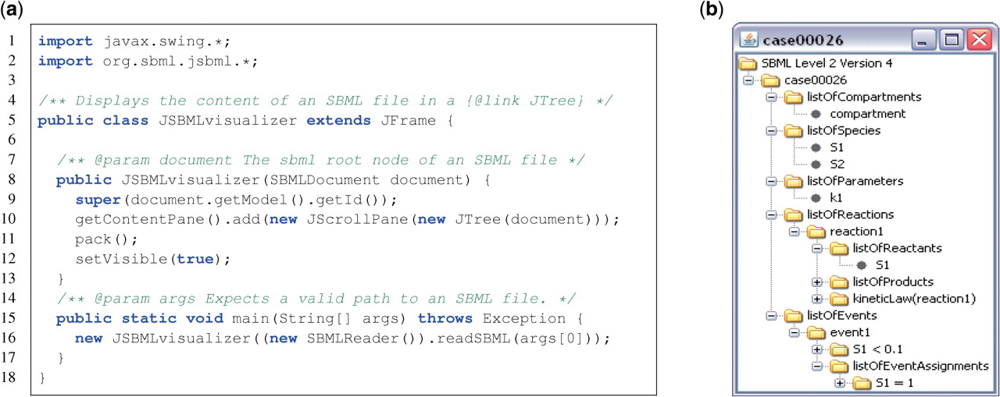 (a)
1 import javax.swing.*;
2 import org.sbml.jsbml.*;
3
4 /** Displays the content of an SBML file in a {@link JTree} */
5 public class JSBMLvisualizer extends JFrame {
6
7 /** @param document The sbml root node of an SBML file */
8 public JSBMLvisualizer(SBMLDocument document) {
9 super(document.getModel().getId());
10 getContentPane().add(new JScrollPane(new JTree(document)));
11 pack();
12 setVisible(true);
13 }
14 /** @param args Expects a valid path to an SBML file. */
15 public static void main(String[] args) throws Exception {
16 new JSBMLvisualizer((new SBMLReader()).readSBML(args[0]));
17 }
18 }
(b)
case00026
SBML Level 2 Version 4
case00026
listOfCompartments
compartment
listOfSpecies
S1
S2
listOfParameters
k1
listOfReactions
reaction1
listOfReactants
S1
listOfProducts
kineticLaw(reaction1)
listOfEvents
event1
S1 < 0.1
listOfEventAssignments
S1 = 1